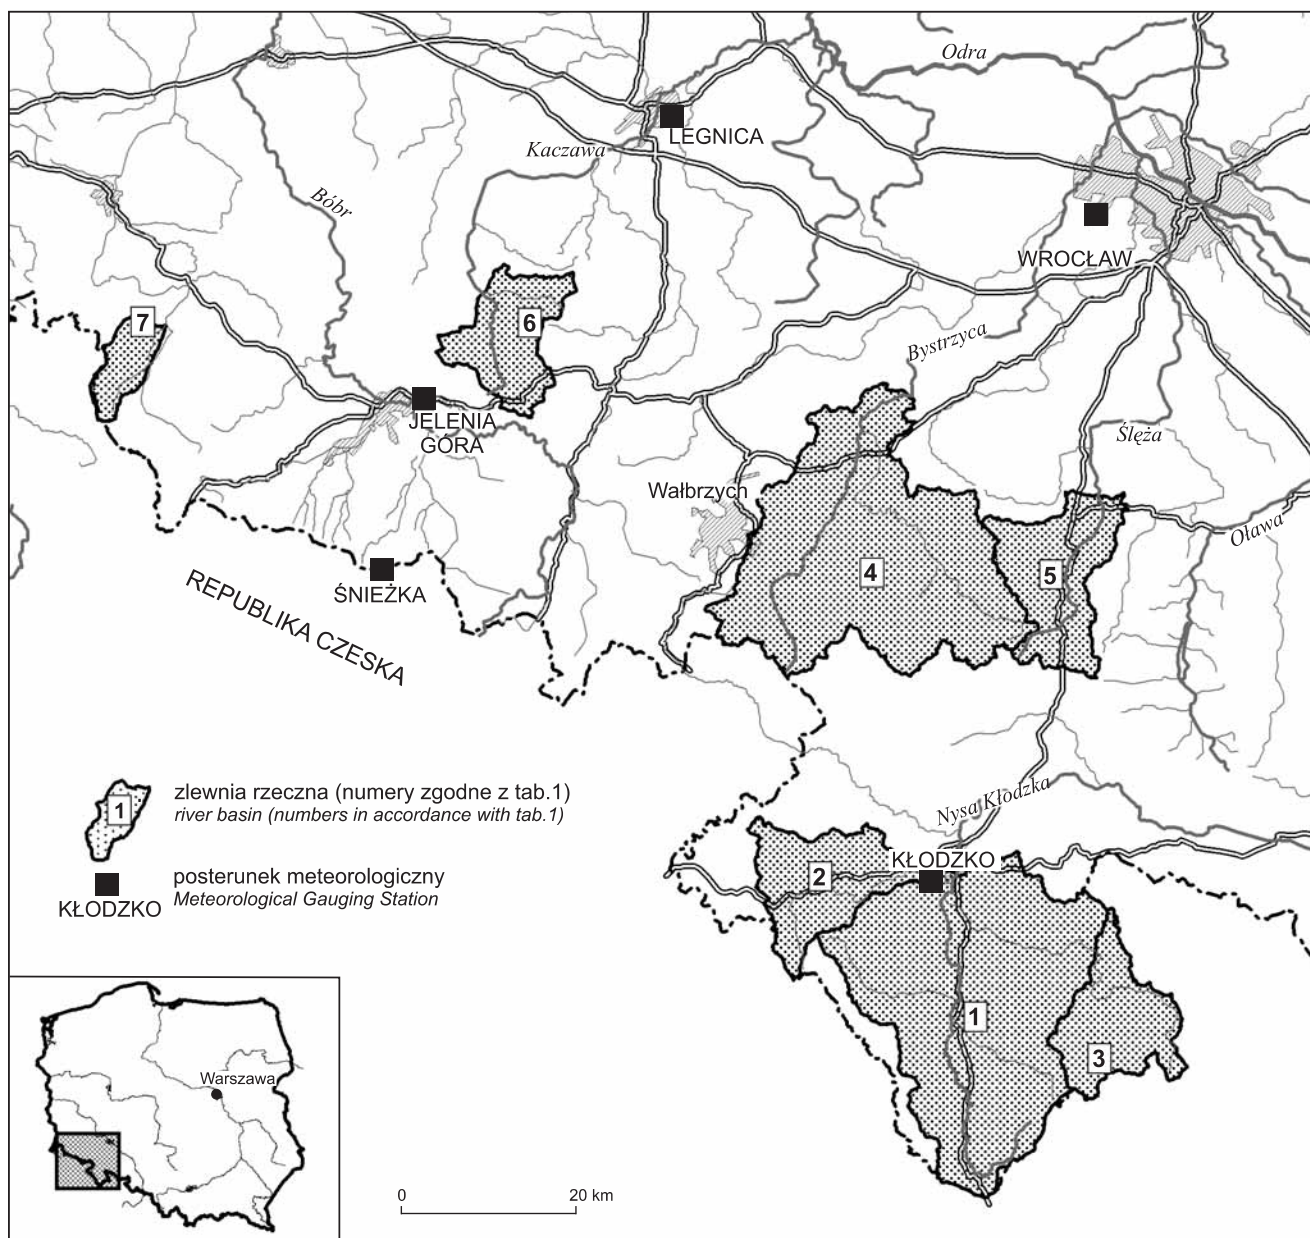 Odra
LEGNICA
Kaczawa
Bóbr
WROCŁAW
7
6
Bystrzyca
JELENIA
GÓRA
Ślęża
Wałbrzych
Oława
4
5
ŚNIEŻKA
REPUBLIKA CZESKA
1
zlewnia rzeczna (numery zgodne z tab.1)
river basin (numbers in accordance with tab.1)
Nysa Kłodzka
KŁODZKO
2
posterunek meteorologiczny
Meteorological Gauging Station
KŁODZKO
1
3
Warszawa
0
20 km